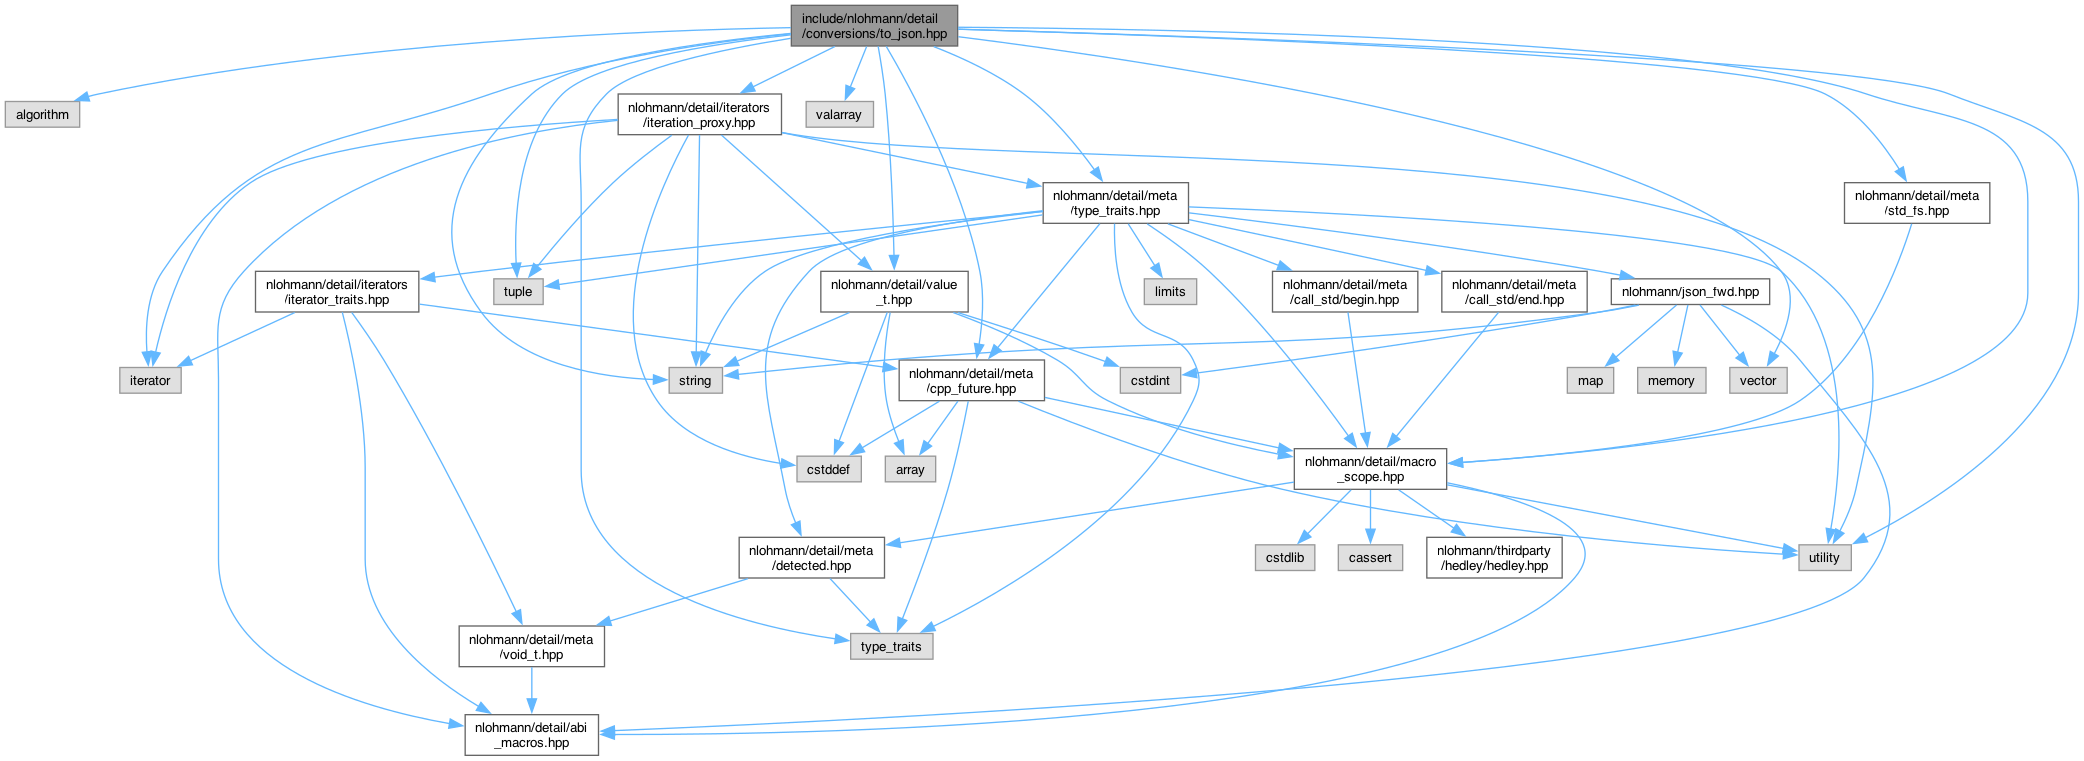 include/nlohmann/detail
/conversions/to_json.hpp
algorithm
nlohmann/detail/iterators
/iteration_proxy.hpp
valarray
nlohmann/detail/meta
/type_traits.hpp
nlohmann/detail/meta
/std_fs.hpp
nlohmann/detail/iterators
/iterator_traits.hpp
tuple
nlohmann/detail/value
_t.hpp
limits
nlohmann/detail/meta
/call_std/begin.hpp
nlohmann/detail/meta
/call_std/end.hpp
nlohmann/json_fwd.hpp
iterator
string
nlohmann/detail/meta
/cpp_future.hpp
cstdint
map
memory
vector
cstddef
array
nlohmann/detail/macro
_scope.hpp
nlohmann/detail/meta
/detected.hpp
cstdlib
cassert
nlohmann/thirdparty
/hedley/hedley.hpp
utility
nlohmann/detail/meta
/void_t.hpp
type_traits
nlohmann/detail/abi
_macros.hpp